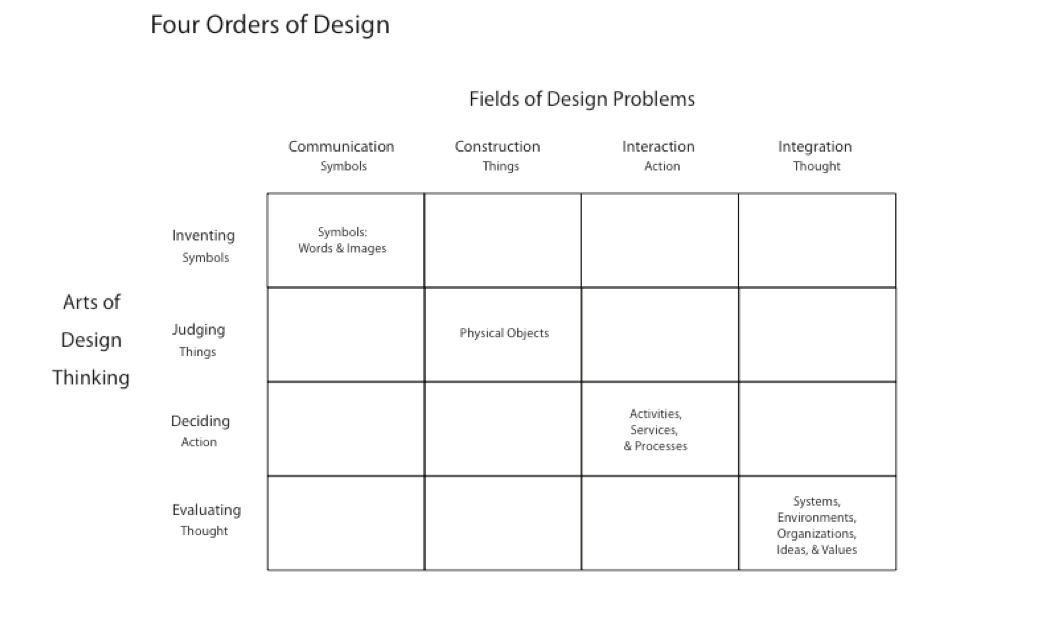 Four Orders of Design
Fields of Design Problems
Communication
Symbols
Construction
Things
Interaction
Action
Integration
Thought
Arts of
Design
Thinking
Inventing
Symbols
Symbols:
Words & Images
Judging
Things
Physical Objects
Deciding
Action
Activities,
Services,
& Processes
Evaluating
Thought
Systems,
Environments,
Organizations,
Ideas, & Values